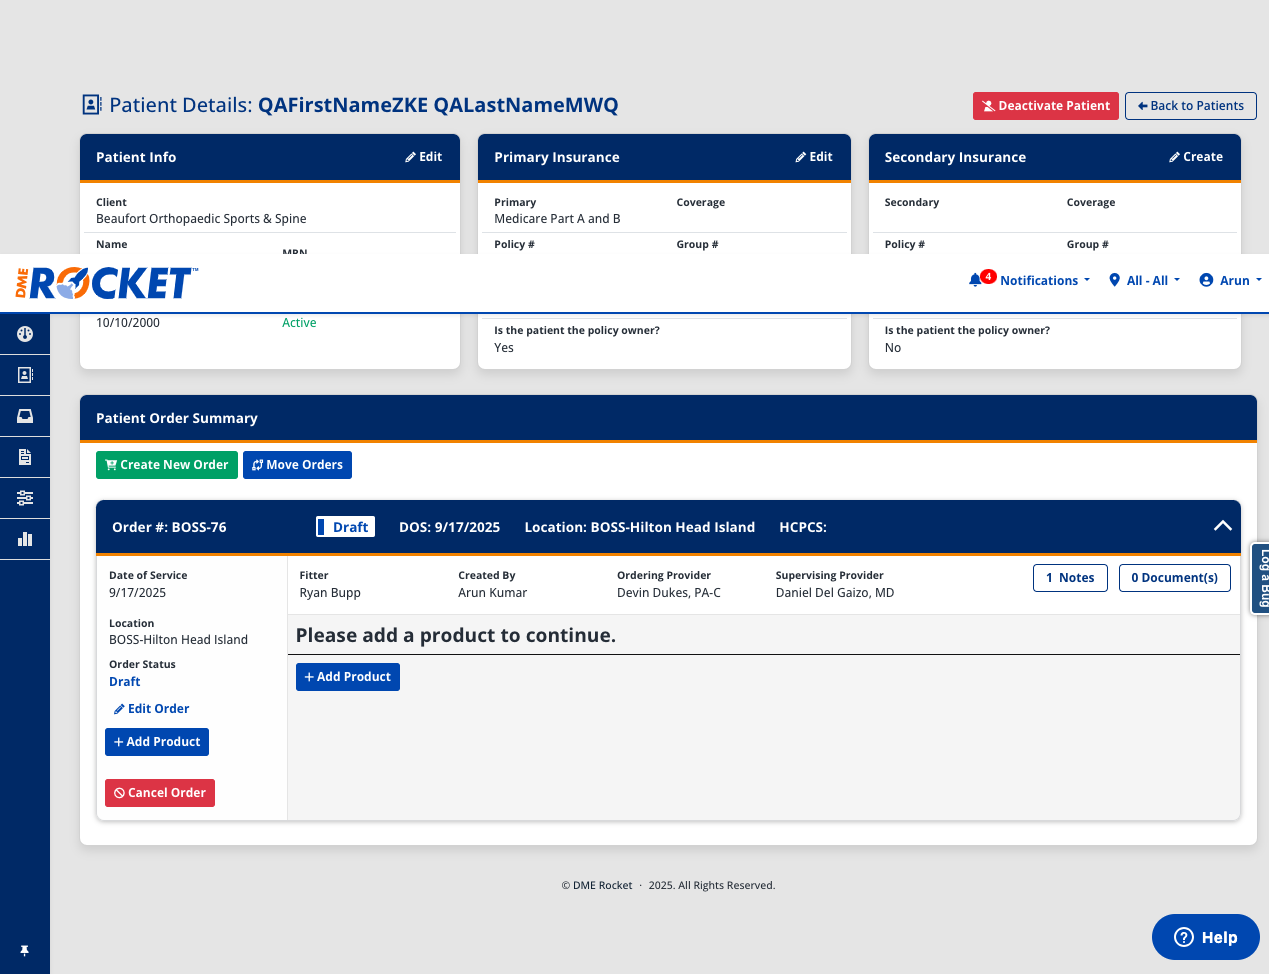 Patient Details: QAFirstNameZKE QALastNameMWQ
Deactivate Patient
Back to Patients
Patient Info
Edit
Primary Insurance
Edit
Secondary Insurance
Create
Client
Beaufort Orthopaedic Sports & Spine
Primary
Coverage
Medicare Part A and B
Secondary
Coverage
Name
MRN
Policy #
Group #
Policy #
Group #
DME ROCKET™
4 Notifications
All - All
Arun
10/10/2000
Active
Is the patient the policy owner?
Yes
Is the patient the policy owner?
No
Patient Order Summary
Create New Order
Move Orders
Order #: BOSS-76
Draft
DOS: 9/17/2025
Location: BOSS-Hilton Head Island
HCPCS:
Date of Service
9/17/2025
Location
BOSS-Hilton Head Island
Order Status
Draft
Edit Order
+ Add Product
Cancel Order
Fitter
Ryan Bupp
Created By
Arun Kumar
Ordering Provider
Devin Dukes, PA-C
Supervising Provider
Daniel Del Gaizo, MD
1 Notes
0 Document(s)
Please add a product to continue.
+ Add Product
Log a Bug
© DME Rocket · 2025. All Rights Reserved.
Help